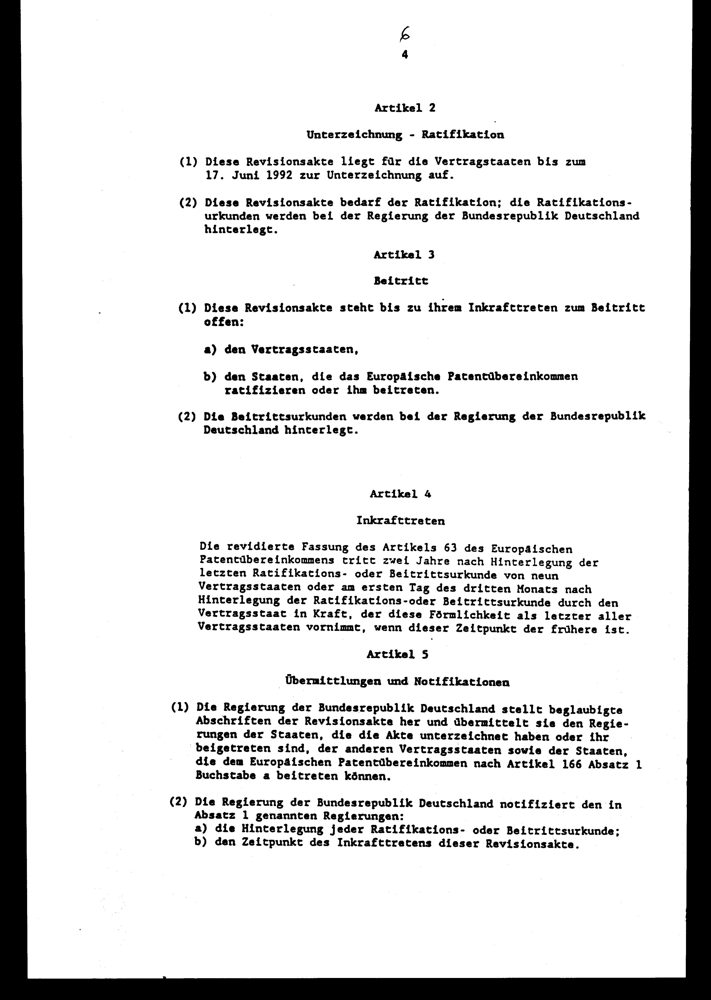 6
4
Artikel 2
Unterzeichnung - Ratifikation
(1) Diese Revisionsakte liegt für die Vertragstaaten bis zum
17. Juni 1992 zur Unterzeichnung auf.
(2) Diese Revisionsakte bedarf der Ratifikation; die Ratifikations-
urkunden werden bei der Regierung der Bundesrepublik Deutschland
hinterlegt.
Artikel 3
Beitritt
(1) Diese Revisionsakte steht bis zu ihrem Inkrafttreten zum Beitritt
offen:
a) den Vertragsstaaten,
b) den Staaten, die das Europäische Patentübereinkommen
ratifizieren oder ihm beitreten.
(2) Die Beitrittsurkunden werden bei der Regierung der Bundesrepublik
Deutschland hinterlegt.
Artikel 4
Inkrafttreten
Die revidierte Fassung des Artikels 63 des Europäischen
Patentübereinkommens tritt zwei Jahre nach Hinterlegung der
letzten Ratifikations- oder Beitrittsurkunde von neun
Vertragsstaaten oder am ersten Tag des dritten Monats nach
Hinterlegung der Ratifikations-oder Beitrittsurkunde durch den
Vertragsstaat in Kraft, der diese Förmlichkeit als letzter aller
Vertragsstaaten vornimmt, wenn dieser Zeitpunkt der frühere ist.
Artikel 5
Übermittlungen und Notifikationen
(1) Die Regierung der Bundesrepublik Deutschland stellt beglaubigte
Abschriften der Revisionsakte her und übermittelt sie den Regie-
rungen der Staaten, die die Akte unterzeichnet haben oder ihr
beigetreten sind, der anderen Vertragsstaaten sowie der Staaten,
die dem Europäischen Patentübereinkommen nach Artikel 166 Absatz 1
Buchstabe a beitreten können.
(2) Die Regierung der Bundesrepublik Deutschland notifiziert den in
Absatz 1 genannten Regierungen:
a) die Hinterlegung jeder Ratifikations- oder Beitrittsurkunde;
b) den Zeitpunkt des Inkrafttretens dieser Revisionsakte.